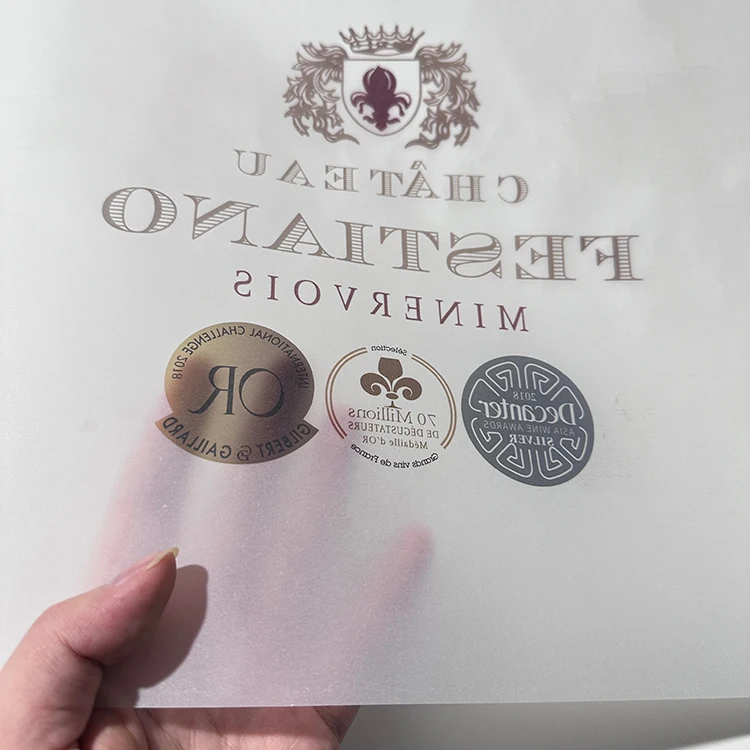 CHÂTEAU
FESTIANO
MINERVOIS
2018
Decanter
ASIA WINE AWARDS
SILVER
Sélection
70 Millions
DE DÉGUSTATEURS
Médaille d'OR
Grands vins de France
INTERNATIONAL CHALLENGE 2018
OR
GILBERT & GAILLARD